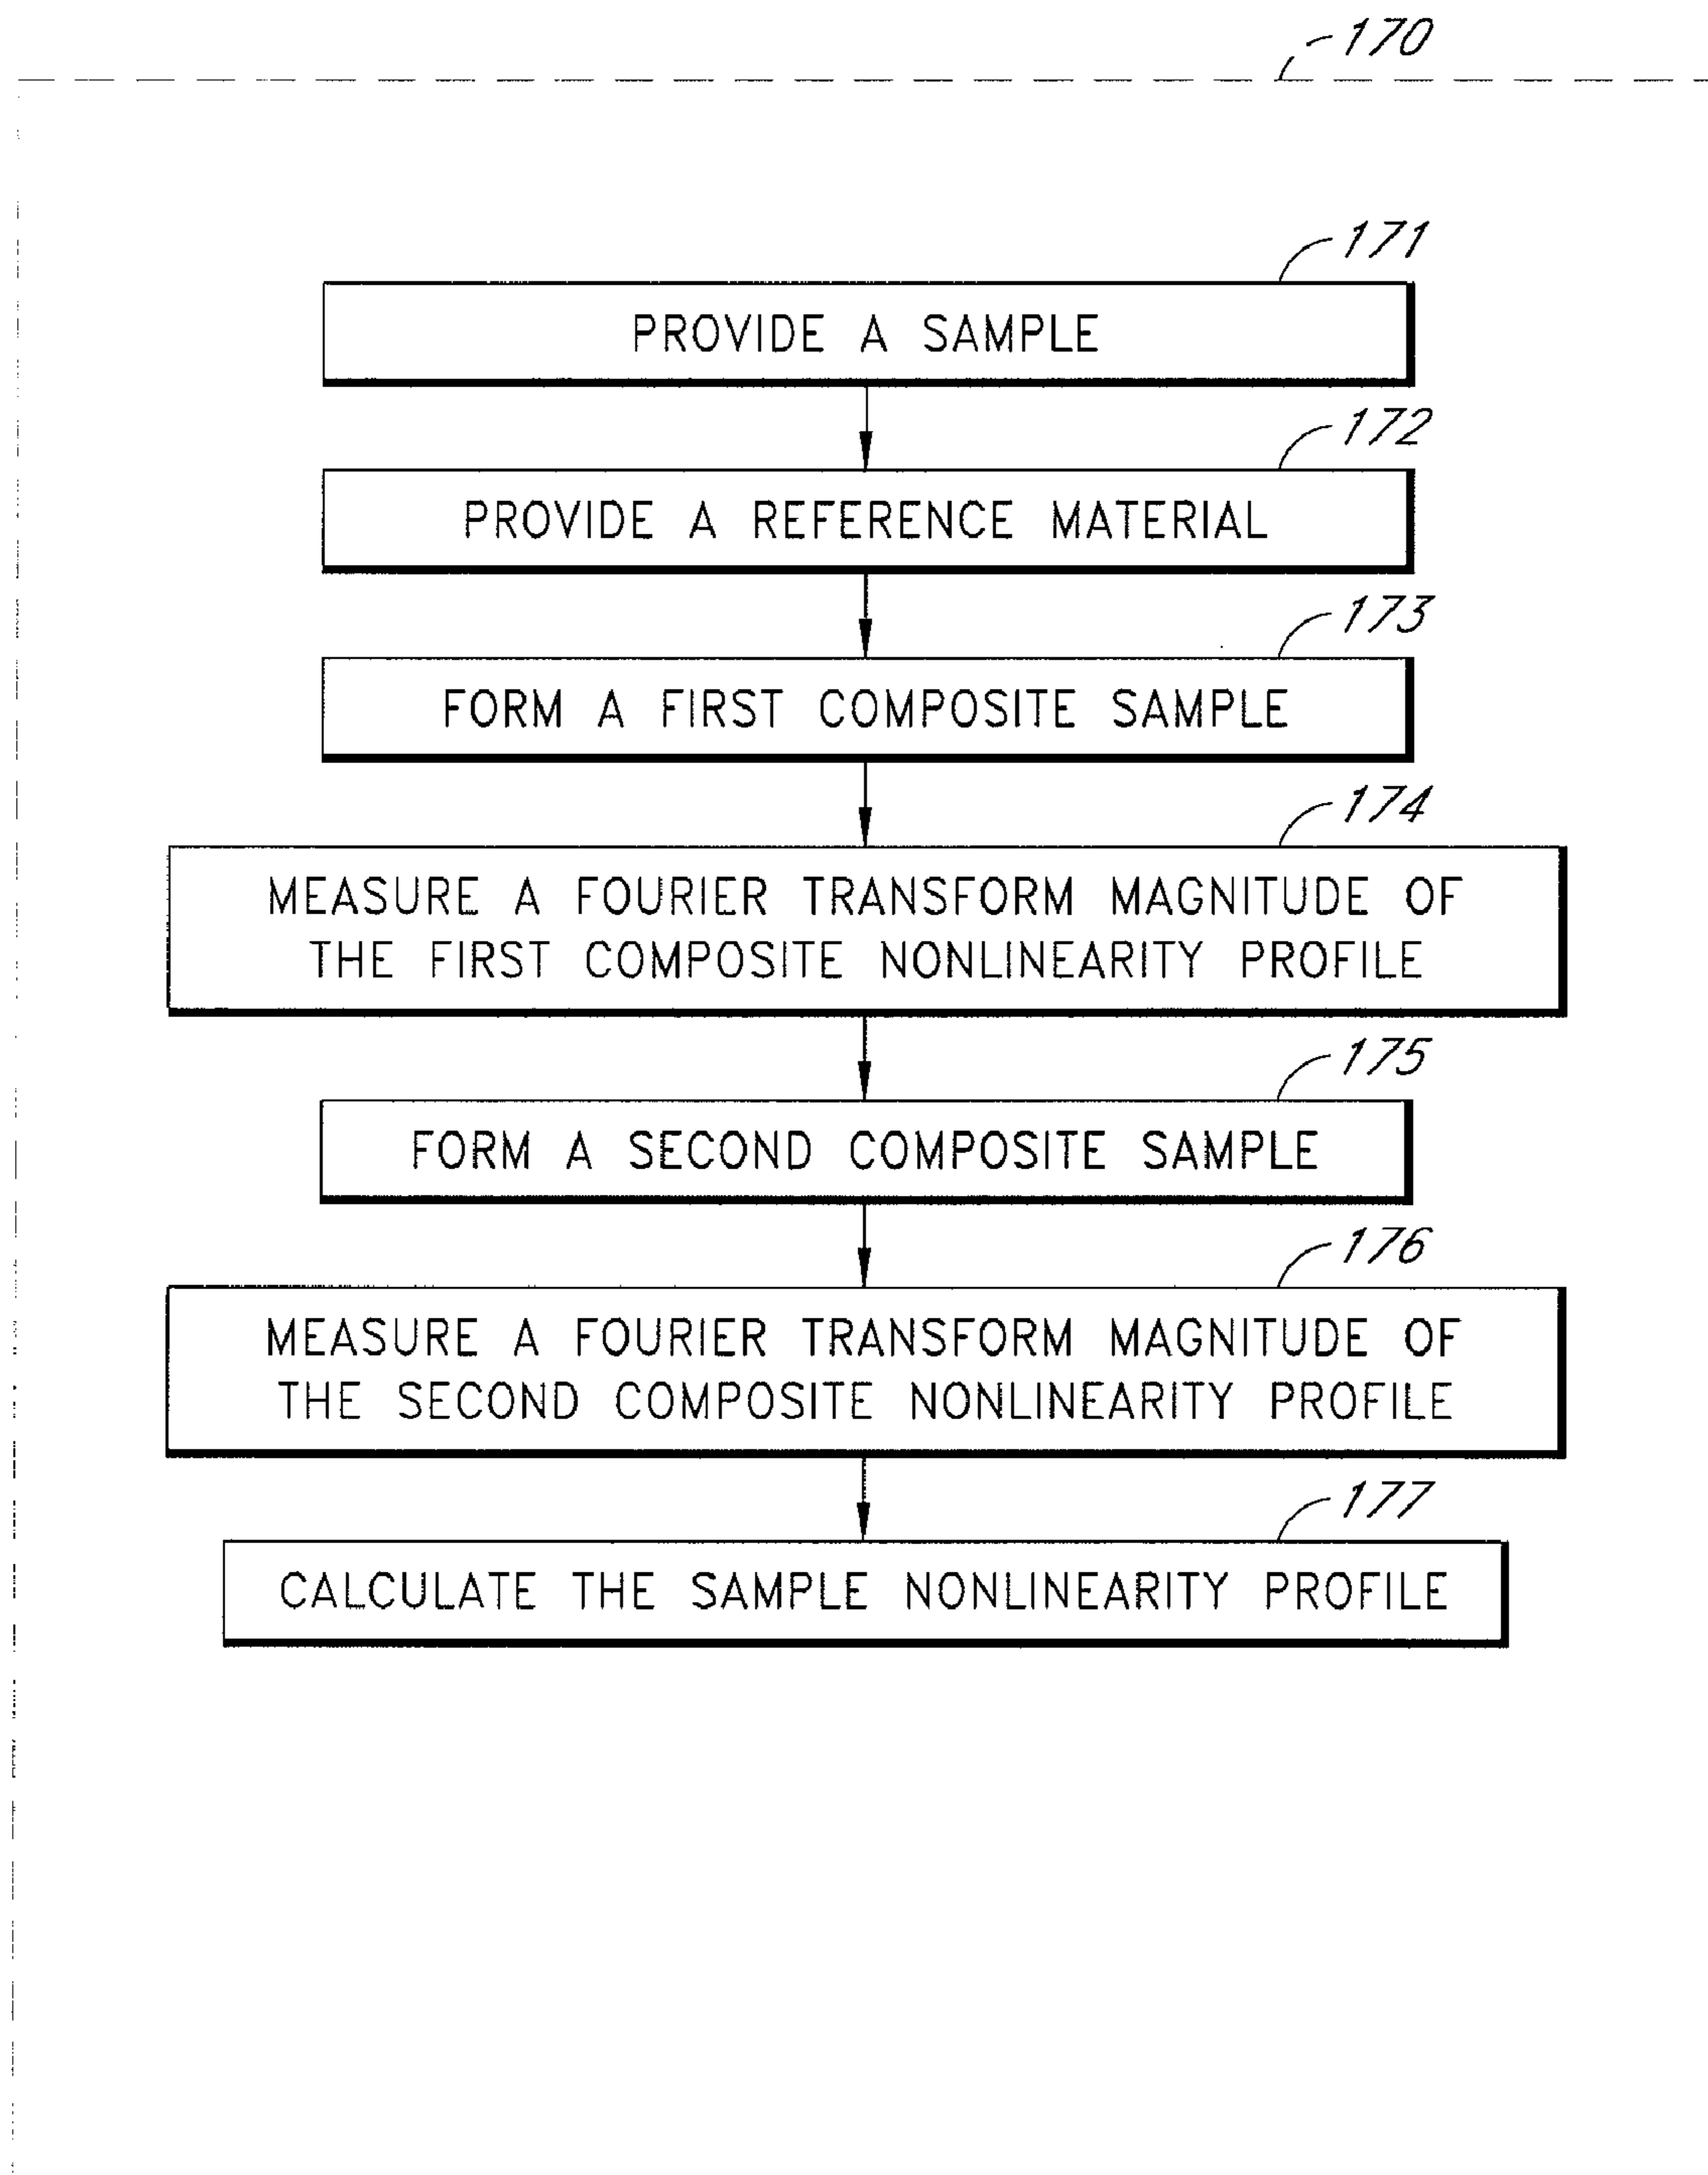 170
171
PROVIDE A SAMPLE
172
PROVIDE A REFERENCE MATERIAL
173
FORM A FIRST COMPOSITE SAMPLE
174
MEASURE A FOURIER TRANSFORM MAGNITUDE OF
THE FIRST COMPOSITE NONLINEARITY PROFILE
175
FORM A SECOND COMPOSITE SAMPLE
176
MEASURE A FOURIER TRANSFORM MAGNITUDE OF
THE SECOND COMPOSITE NONLINEARITY PROFILE
177
CALCULATE THE SAMPLE NONLINEARITY PROFILE